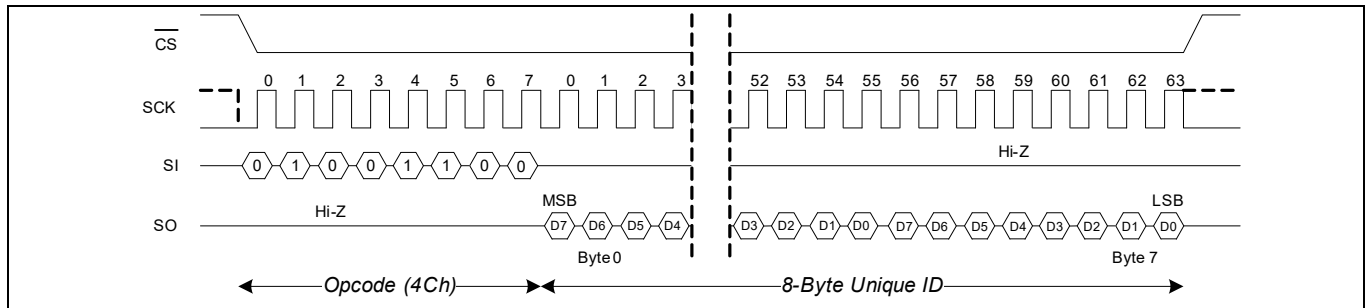 CS
0 1 2 3 4 5 6 7 0 1 2 3 52 53 54 55 56 57 58 59 60 61 62 63
SCK
Hi-Z
SI 0 1 0 0 1 1 0 0
MSB LSB
Hi-Z
SO D7 D6 D5 D4 D3 D2 D1 D0 D7 D6 D5 D4 D3 D2 D1 D0
Byte 0 Byte 7
Opcode (4Ch) 8-Byte Unique ID